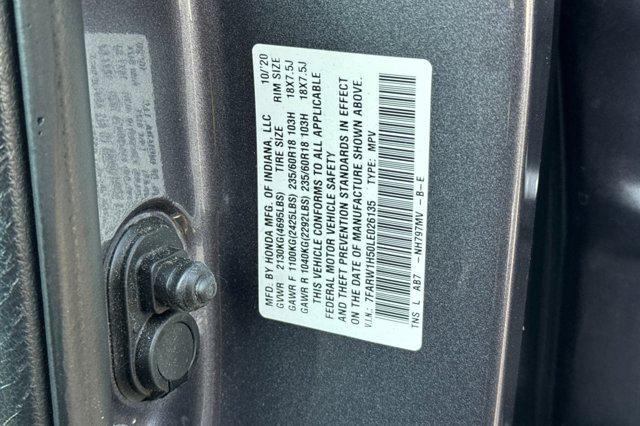 MFD. BY HONDA MFG. OF INDIANA, LLC 10/'20
GVWR 2130KG(4695LBS) TIRE SIZE RIM SIZE
GAWR F 1100KG(2425LBS) 235/60R18 103H 18X7.5J
GAWR R 1040KG(2292LBS) 235/60R18 103H 18X7.5J
THIS VEHICLE CONFORMS TO ALL APPLICABLE
FEDERAL MOTOR VEHICLE SAFETY
AND THEFT PREVENTION STANDARDS IN EFFECT
ON THE DATE OF MANUFACTURE SHOWN ABOVE.
V.I.N.: 7FARW1H50LE026135 TYPE: MPV
TNS L AB7 -NH797MV -B-E